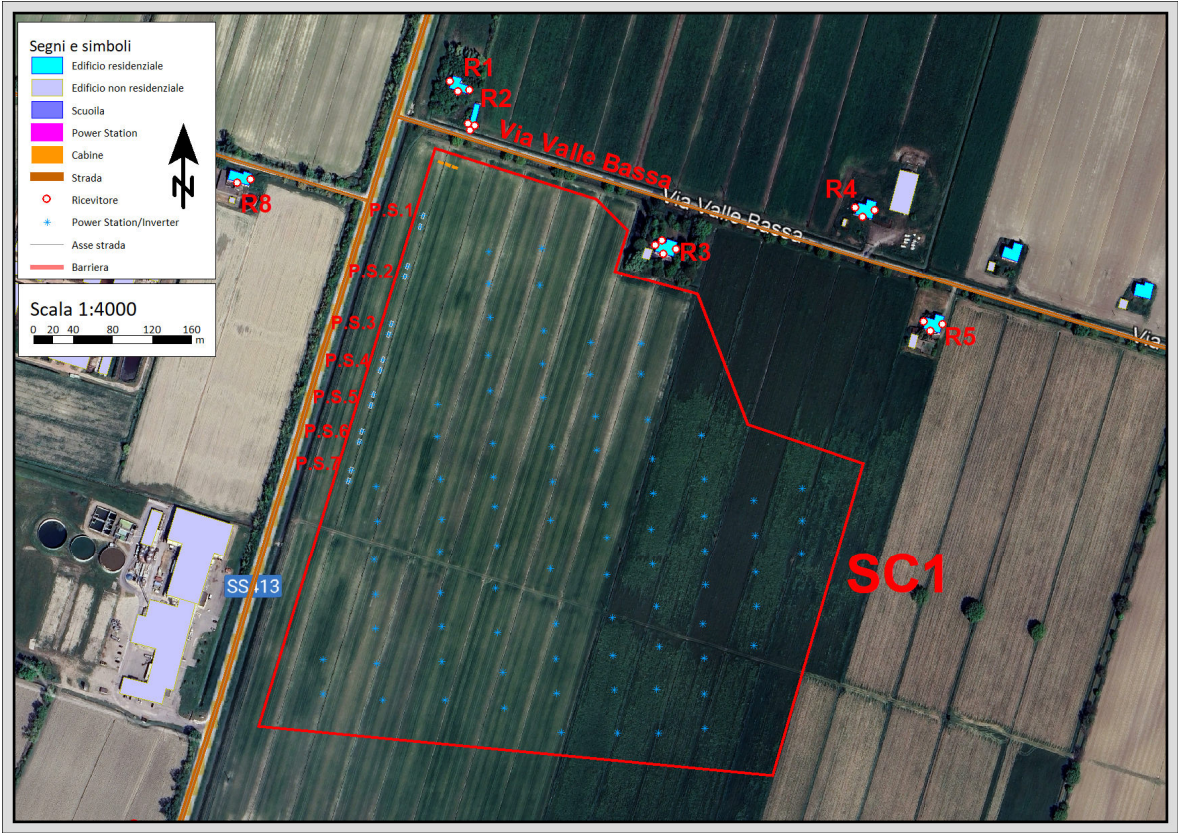 Segni e simboli
Edificio residenziale
Edificio non residenziale
Scuoila
Power Station
Cabine
Strada
Ricevitore
Power Station/Inverter
Asse strada
Barriera
N
Scala 1:4000
0 20 40 80 120 160
m
R1
R2
Via Valle Bassa
Via Valle Bassa
R8
R4
R3
R5
Via
P.S.1
P.S.2
P.S.3
P.S.4
P.S.5
P.S.6
P.S.7
SS413
SC1